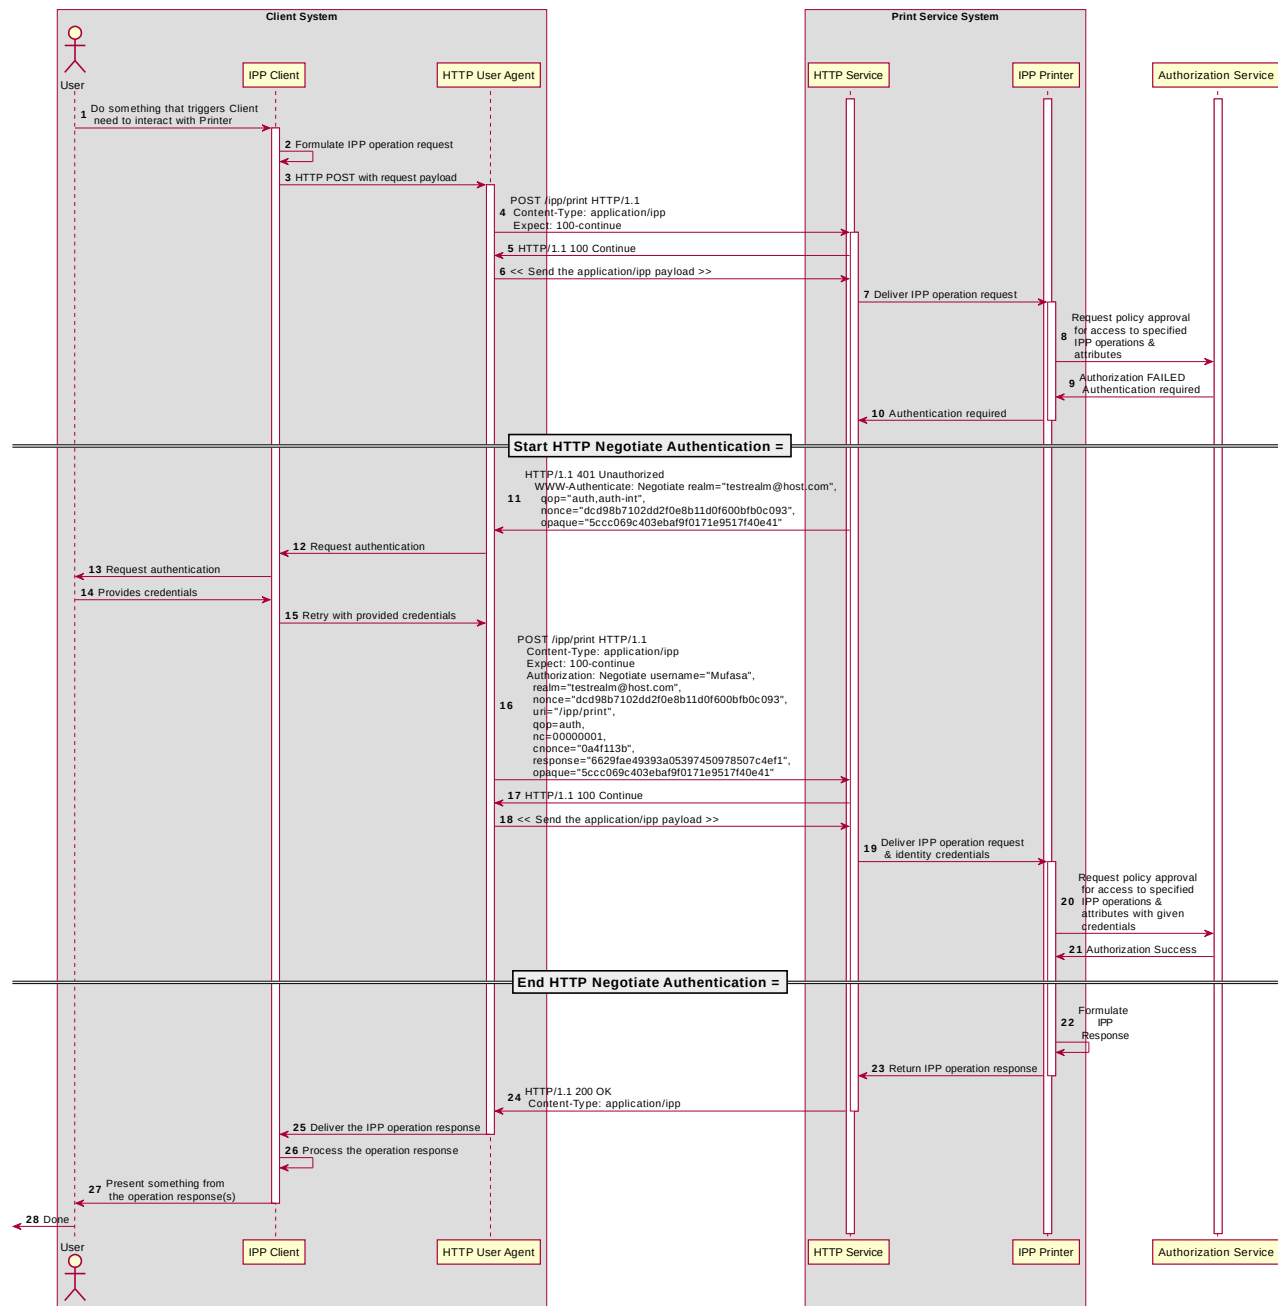 Client System
Print Service System
User
IPP Client
HTTP User Agent
HTTP Service
IPP Printer
Authorization Service
1 Do something that triggers Client
need to interact with Printer
2 Formulate IPP operation request
3 HTTP POST with request payload
POST /ipp/print HTTP/1.1
4 Content-Type: application/ipp
Expect: 100-continue
5 HTTP/1.1 100 Continue
6 << Send the application/ipp payload >>
7 Deliver IPP operation request
Request policy approval
for access to specified
8 IPP operations &
attributes
9 Authorization FAILED
Authentication required
10 Authentication required
Start HTTP Negotiate Authentication =
HTTP/1.1 401 Unauthorized
WWW-Authenticate: Negotiate realm="testrealm@host.com",
11 qop="auth,auth-int",
nonce="dcd98b7102dd2f0e8b11d0f600bfb0c093",
opaque="5ccc069c403ebaf9f0171e9517f40e41"
12 Request authentication
13 Request authentication
14 Provides credentials
15 Retry with provided credentials
POST /ipp/print HTTP/1.1
Content-Type: application/ipp
Expect: 100-continue
Authorization: Negotiate username="Mufasa",
realm="testrealm@host.com",
nonce="dcd98b7102dd2f0e8b11d0f600bfb0c093",
16 uri="/ipp/print",
qop=auth,
nc=00000001,
cnonce="0a4f113b",
response="6629fae49393a05397450978507c4ef1",
opaque="5ccc069c403ebaf9f0171e9517f40e41"
17 HTTP/1.1 100 Continue
18 << Send the application/ipp payload >>
19 Deliver IPP operation request
& identity credentials
Request policy approval
for access to specified
20 IPP operations &
attributes with given
credentials
21 Authorization Success
End HTTP Negotiate Authentication =
Formulate
22 IPP
Response
23 Return IPP operation response
24 HTTP/1.1 200 OK
Content-Type: application/ipp
25 Deliver the IPP operation response
26 Process the operation response
27 Present something from
the operation response(s)
28 Done
User
IPP Client
HTTP User Agent
HTTP Service
IPP Printer
Authorization Service